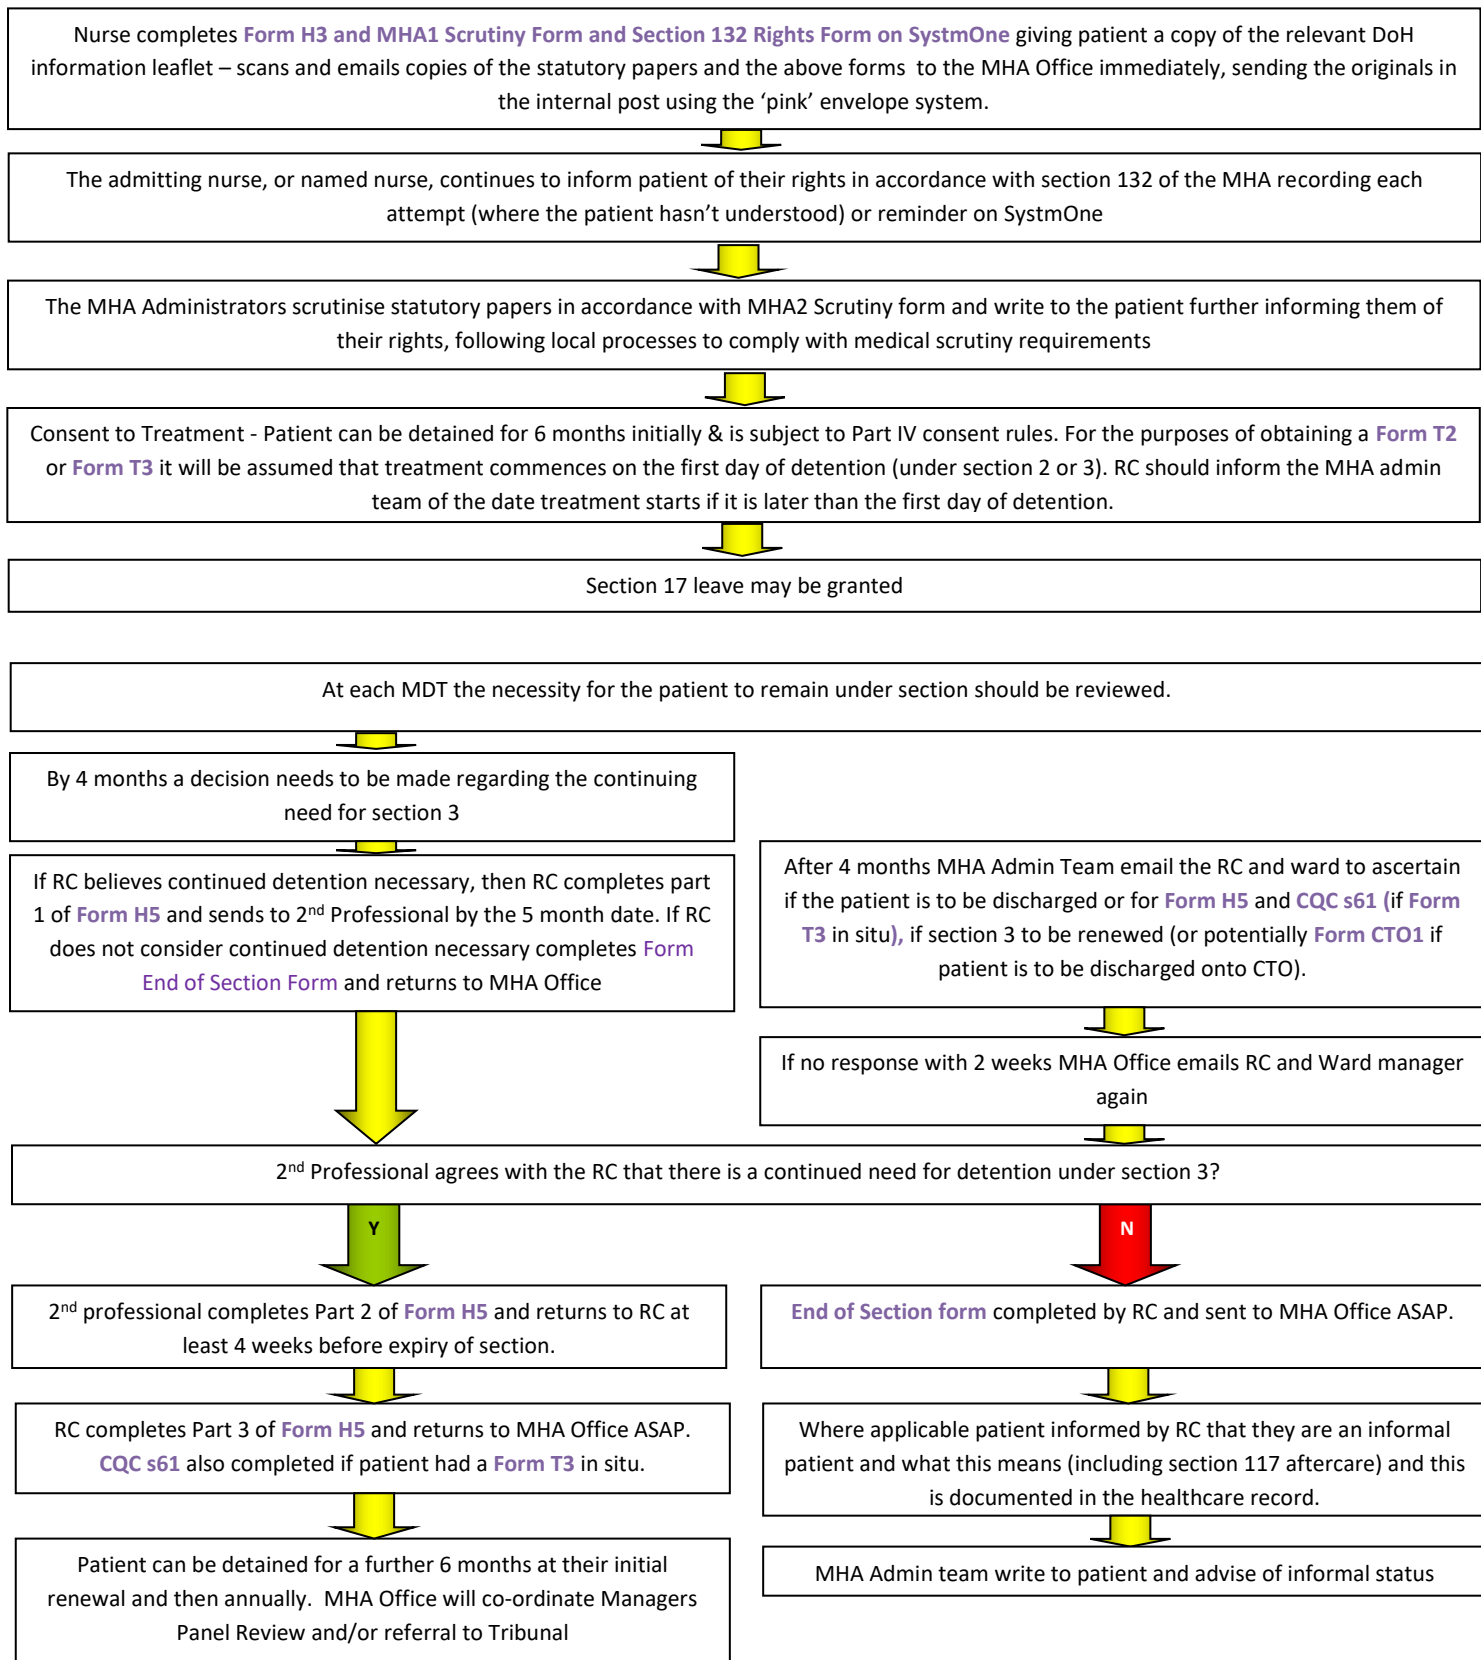 Nurse completes Form H3 and MHA1 Scrutiny Form and Section 132 Rights Form on SystmOne giving patient a copy of the relevant DoH
information leaflet – scans and emails copies of the statutory papers and the above forms  to the MHA Office immediately, sending the originals in
the internal post using the ‘pink’ envelope system.
The admitting nurse, or named nurse, continues to inform patient of their rights in accordance with section 132 of the MHA recording each
attempt (where the patient hasn’t understood) or reminder on SystmOne
The MHA Administrators scrutinise statutory papers in accordance with MHA2 Scrutiny form and write to the patient further informing them of
their rights, following local processes to comply with medical scrutiny requirements
Consent to Treatment - Patient can be detained for 6 months initially & is subject to Part IV consent rules. For the purposes of obtaining a Form T2
or Form T3 it will be assumed that treatment commences on the first day of detention (under section 2 or 3). RC should inform the MHA admin
team of the date treatment starts if it is later than the first day of detention.
Section 17 leave may be granted
At each MDT the necessity for the patient to remain under section should be reviewed.
By 4 months a decision needs to be made regarding the continuing
need for section 3
If RC believes continued detention necessary, then RC completes part
1 of Form H5 and sends to 2nd Professional by the 5 month date. If RC
does not consider continued detention necessary completes Form
End of Section Form and returns to MHA Office
After 4 months MHA Admin Team email the RC and ward to ascertain
if the patient is to be discharged or for Form H5 and CQC s61 (if Form
T3 in situ), if section 3 to be renewed (or potentially Form CTO1 if
patient is to be discharged onto CTO).
If no response with 2 weeks MHA Office emails RC and Ward manager
again
2nd Professional agrees with the RC that there is a continued need for detention under section 3?
Y
N
2nd professional completes Part 2 of Form H5 and returns to RC at
least 4 weeks before expiry of section.
End of Section form completed by RC and sent to MHA Office ASAP.
RC completes Part 3 of Form H5 and returns to MHA Office ASAP.
CQC s61 also completed if patient had a Form T3 in situ.
Where applicable patient informed by RC that they are an informal
patient and what this means (including section 117 aftercare) and this
is documented in the healthcare record.
Patient can be detained for a further 6 months at their initial
renewal and then annually.  MHA Office will co-ordinate Managers
Panel Review and/or referral to Tribunal
MHA Admin team write to patient and advise of informal status